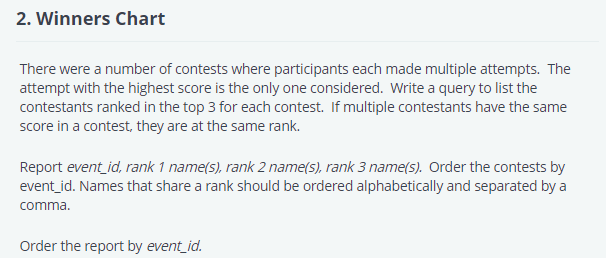 2. Winners Chart
There were a number of contests where participants each made multiple attempts.  The
attempt with the highest score is the only one considered.  Write a query to list the
contestants ranked in the top 3 for each contest.  If multiple contestants have the same
score in a contest, they are at the same rank.
Report event_id, rank 1 name(s), rank 2 name(s), rank 3 name(s).  Order the contests by
event_id. Names that share a rank should be ordered alphabetically and separated by a
comma.
Order the report by event_id.